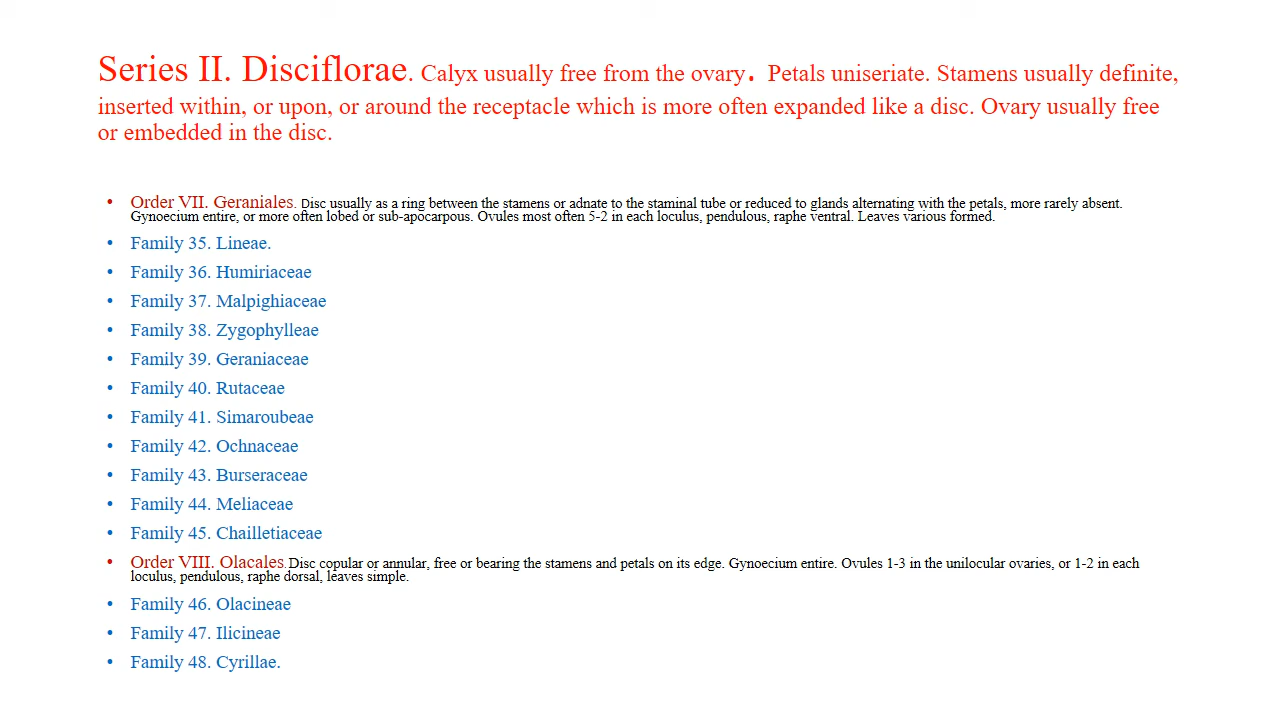 Series II. Disciflorae. Calyx usually free from the ovary. Petals uniseriate. Stamens usually definite,
inserted within, or upon, or around the receptacle which is more often expanded like a disc. Ovary usually free
or embedded in the disc.
• Order VII. Geraniales. Disc usually as a ring between the stamens or adnate to the staminal tube or reduced to glands alternating with the petals, more rarely absent.
Gynoecium entire, or more often lobed or sub-apocarpous. Ovules most often 5-2 in each loculus, pendulous, raphe ventral. Leaves various formed.
• Family 35. Lineae.
• Family 36. Humiriaceae
• Family 37. Malpighiaceae
• Family 38. Zygophylleae
• Family 39. Geraniaceae
• Family 40. Rutaceae
• Family 41. Simaroubeae
• Family 42. Ochnaceae
• Family 43. Burseraceae
• Family 44. Meliaceae
• Family 45. Chailletiaceae
• Order VIII. Olacales. Disc copular or annular, free or bearing the stamens and petals on its edge. Gynoecium entire. Ovules 1-3 in the unilocular ovaries, or 1-2 in each
loculus, pendulous, raphe dorsal, leaves simple.
• Family 46. Olacineae
• Family 47. Ilicineae
• Family 48. Cyrillae.